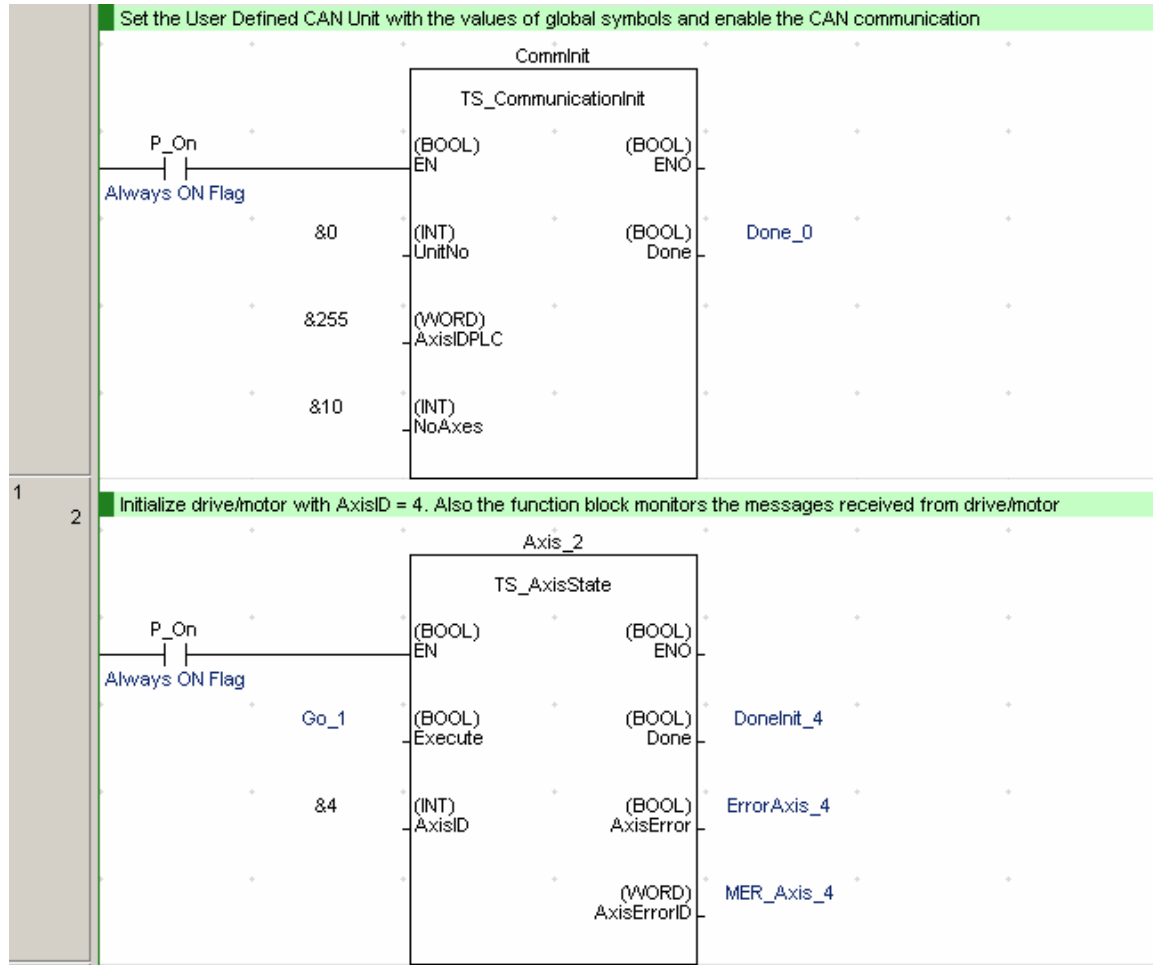 Set the User Defined CAN Unit with the values of global symbols and enable the CAN communication
CommInit
TS_CommunicationInit
P_On
(BOOL) (BOOL)
EN ENO
Always ON Flag
&0 (INT) (BOOL) Done_0
UnitNo Done
&255 (WORD)
AxisIDPLC
&10 (INT)
NoAxes
1
2
Initialize drive/motor with AxisID = 4. Also the function block monitors the messages received from drive/motor
Axis_2
TS_AxisState
P_On
(BOOL) (BOOL)
EN ENO
Always ON Flag
Go_1 (BOOL) (BOOL) DoneInit_4
Execute Done
&4 (INT) (BOOL) ErrorAxis_4
AxisID AxisError
(WORD) MER_Axis_4
AxisErrorID